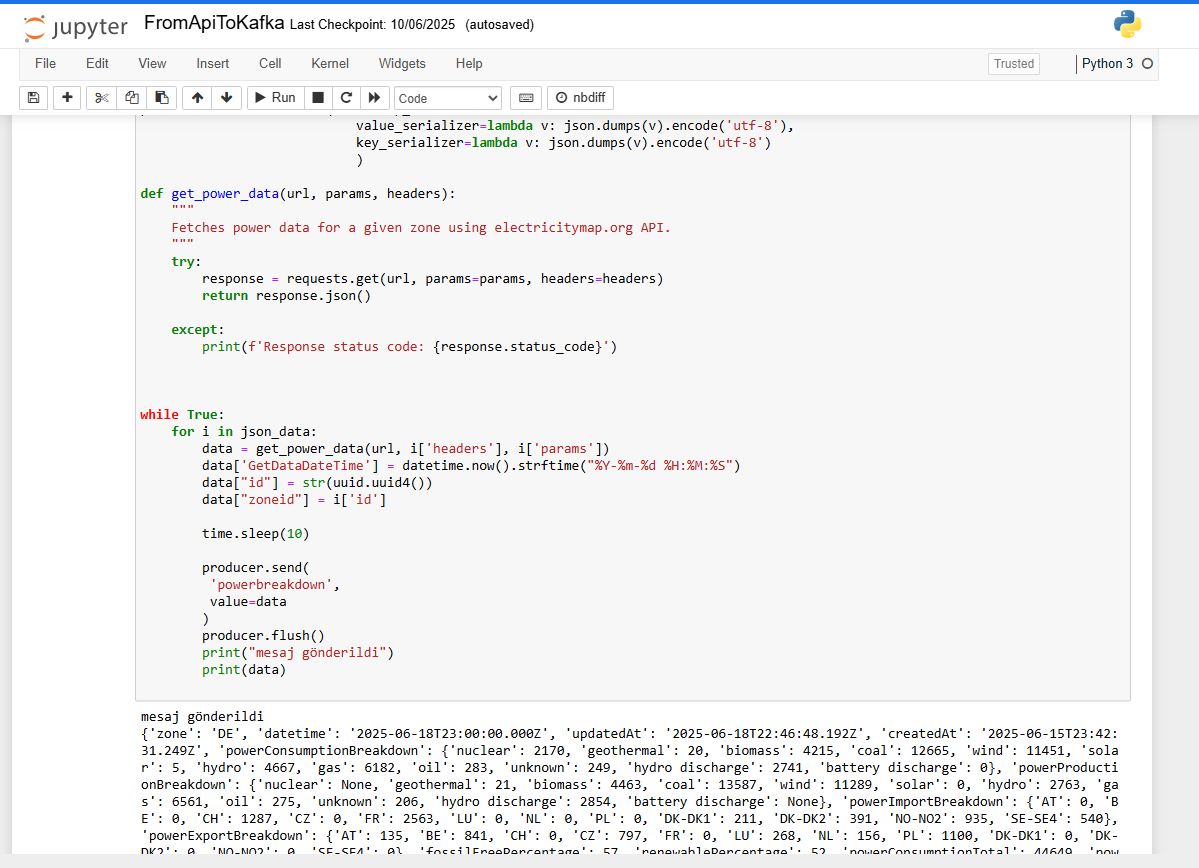 jupyter FromApiToKafka Last Checkpoint: 10/06/2025 (autosaved)
File Edit View Insert Cell Kernel Widgets Help Trusted Python 3
Run Code nbdiff
value_serializer=lambda v: json.dumps(v).encode('utf-8'),
key_serializer=lambda v: json.dumps(v).encode('utf-8')
)
def get_power_data(url, params, headers):
"""
Fetches power data for a given zone using electricitymap.org API.
"""
try:
response = requests.get(url, params=params, headers=headers)
return response.json()
except:
print(f'Response status code: {response.status_code}')
while True:
for i in json_data:
data = get_power_data(url, i['headers'], i['params'])
data['GetDataDateTime'] = datetime.now().strftime("%Y-%m-%d %H:%M:%S")
data["id"] = str(uuid.uuid4())
data["zoneid"] = i['id']
time.sleep(10)
producer.send(
'powerbreakdown',
value=data
)
producer.flush()
print("mesaj gönderildi")
print(data)
mesaj gönderildi
{'zone': 'DE', 'datetime': '2025-06-18T23:00:00.000Z', 'updatedAt': '2025-06-18T22:46:48.192Z', 'createdAt': '2025-06-15T23:42:
31.249Z', 'powerConsumptionBreakdown': {'nuclear': 2170, 'geothermal': 20, 'biomass': 4215, 'coal': 12665, 'wind': 11451, 'sola
r': 5, 'hydro': 4667, 'gas': 6182, 'oil': 283, 'unknown': 249, 'hydro discharge': 2741, 'battery discharge': 0}, 'powerProducti
onBreakdown': {'nuclear': None, 'geothermal': 21, 'biomass': 4463, 'coal': 13587, 'wind': 11289, 'solar': 0, 'hydro': 2763, 'ga
s': 6561, 'oil': 275, 'unknown': 206, 'hydro discharge': 2854, 'battery discharge': None}, 'powerImportBreakdown': {'AT': 0, 'B
E': 0, 'CH': 1287, 'CZ': 0, 'FR': 2563, 'LU': 0, 'NL': 0, 'PL': 0, 'DK-DK1': 211, 'DK-DK2': 391, 'NO-NO2': 935, 'SE-SE4': 540},
'powerExportBreakdown': {'AT': 135, 'BE': 841, 'CH': 0, 'CZ': 797, 'FR': 0, 'LU': 268, 'NL': 156, 'PL': 1100, 'DK-DK1': 0, 'DK-
DK2': 0, 'NO-NO2': 0, 'SE-SE4': 0}, 'fossilFreePercentage': 57, 'renewablePercentage': 52, 'powerConsumptionTotal': 44649, 'pow